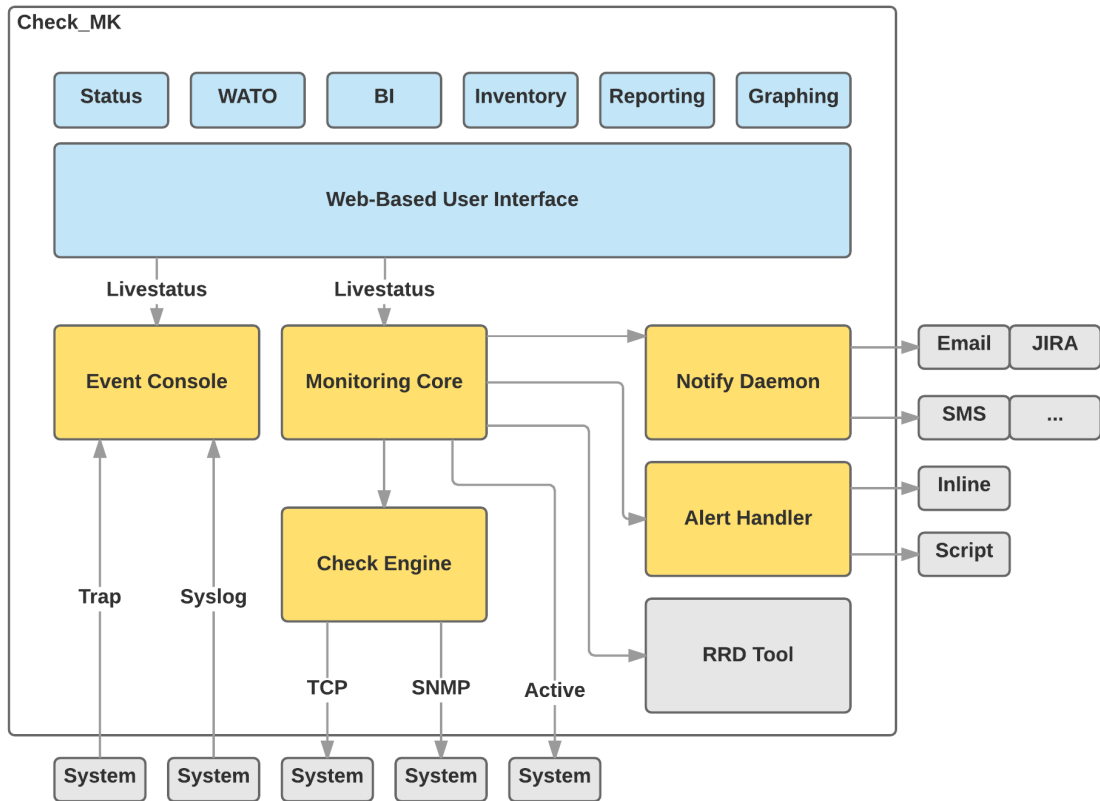 Check_MK
Status
WATO
BI
Inventory
Reporting
Graphing
Web-Based User Interface
Livestatus
Livestatus
Event Console
Monitoring Core
Notify Daemon
Email
JIRA
SMS
...
Alert Handler
Inline
Script
Check Engine
Trap
Syslog
RRD Tool
TCP
SNMP
Active
System
System
System
System
System